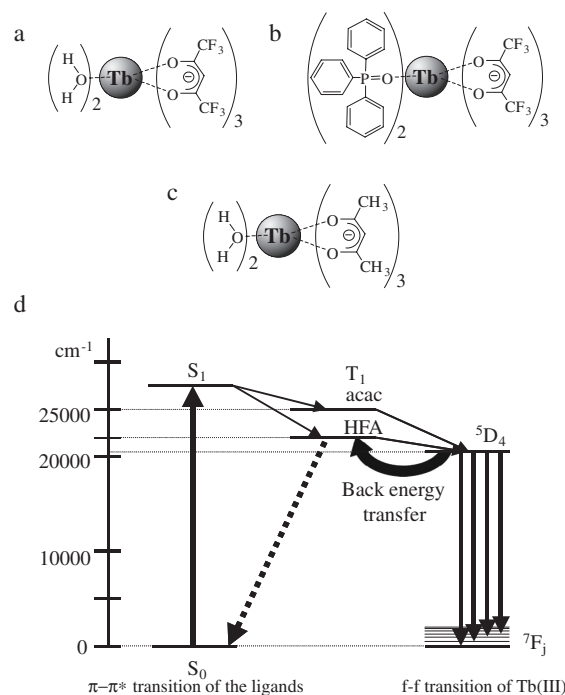 a
H
H
O
2
Tb
O
O
CF3
⊖
CF3
3
b
P=O
2
Tb
O
O
CF3
⊖
CF3
3
c
H
H
O
2
Tb
O
O
CH3
⊖
CH3
3
d
cm-1
S1
T1
acac
25000
HFA
5D4
20000
Back energy
transfer
10000
0
7Fj
S0
π−π* transition of the ligands
f-f transition of Tb(III)